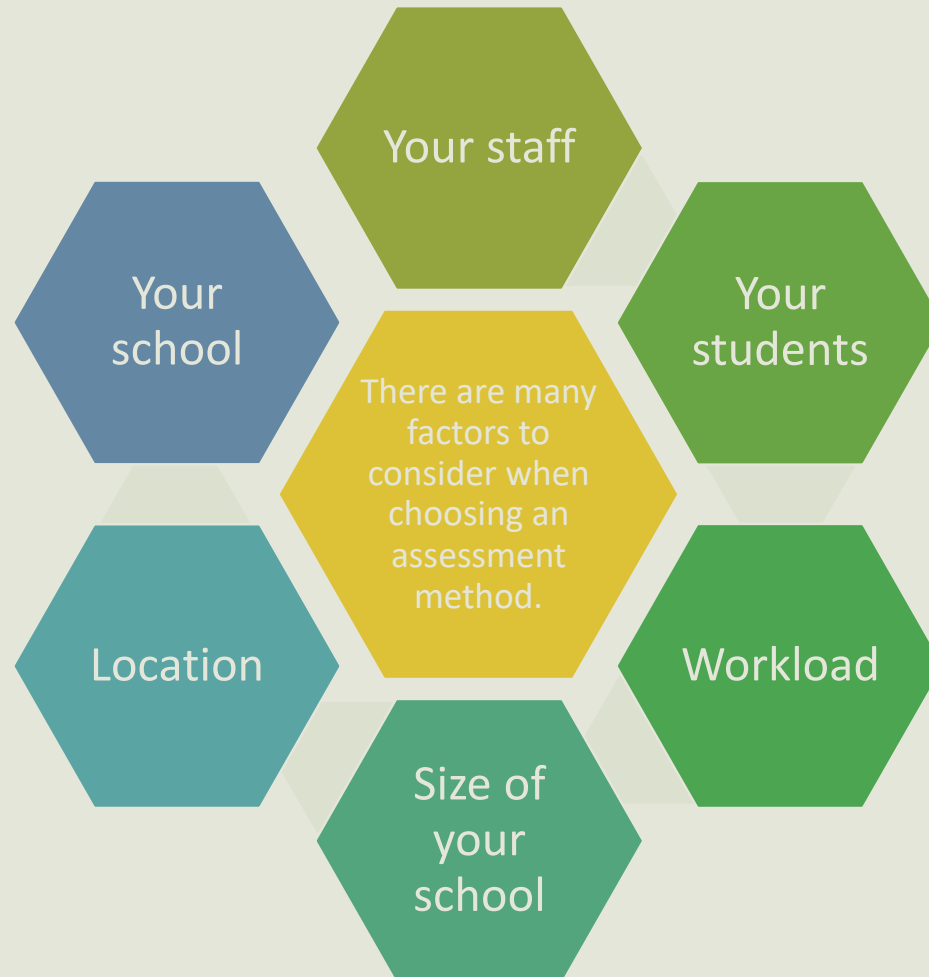 Your staff
Your
students
Workload
Size of
your
school
Location
Your
school
There are many
factors to
consider when
choosing an
assessment
method.